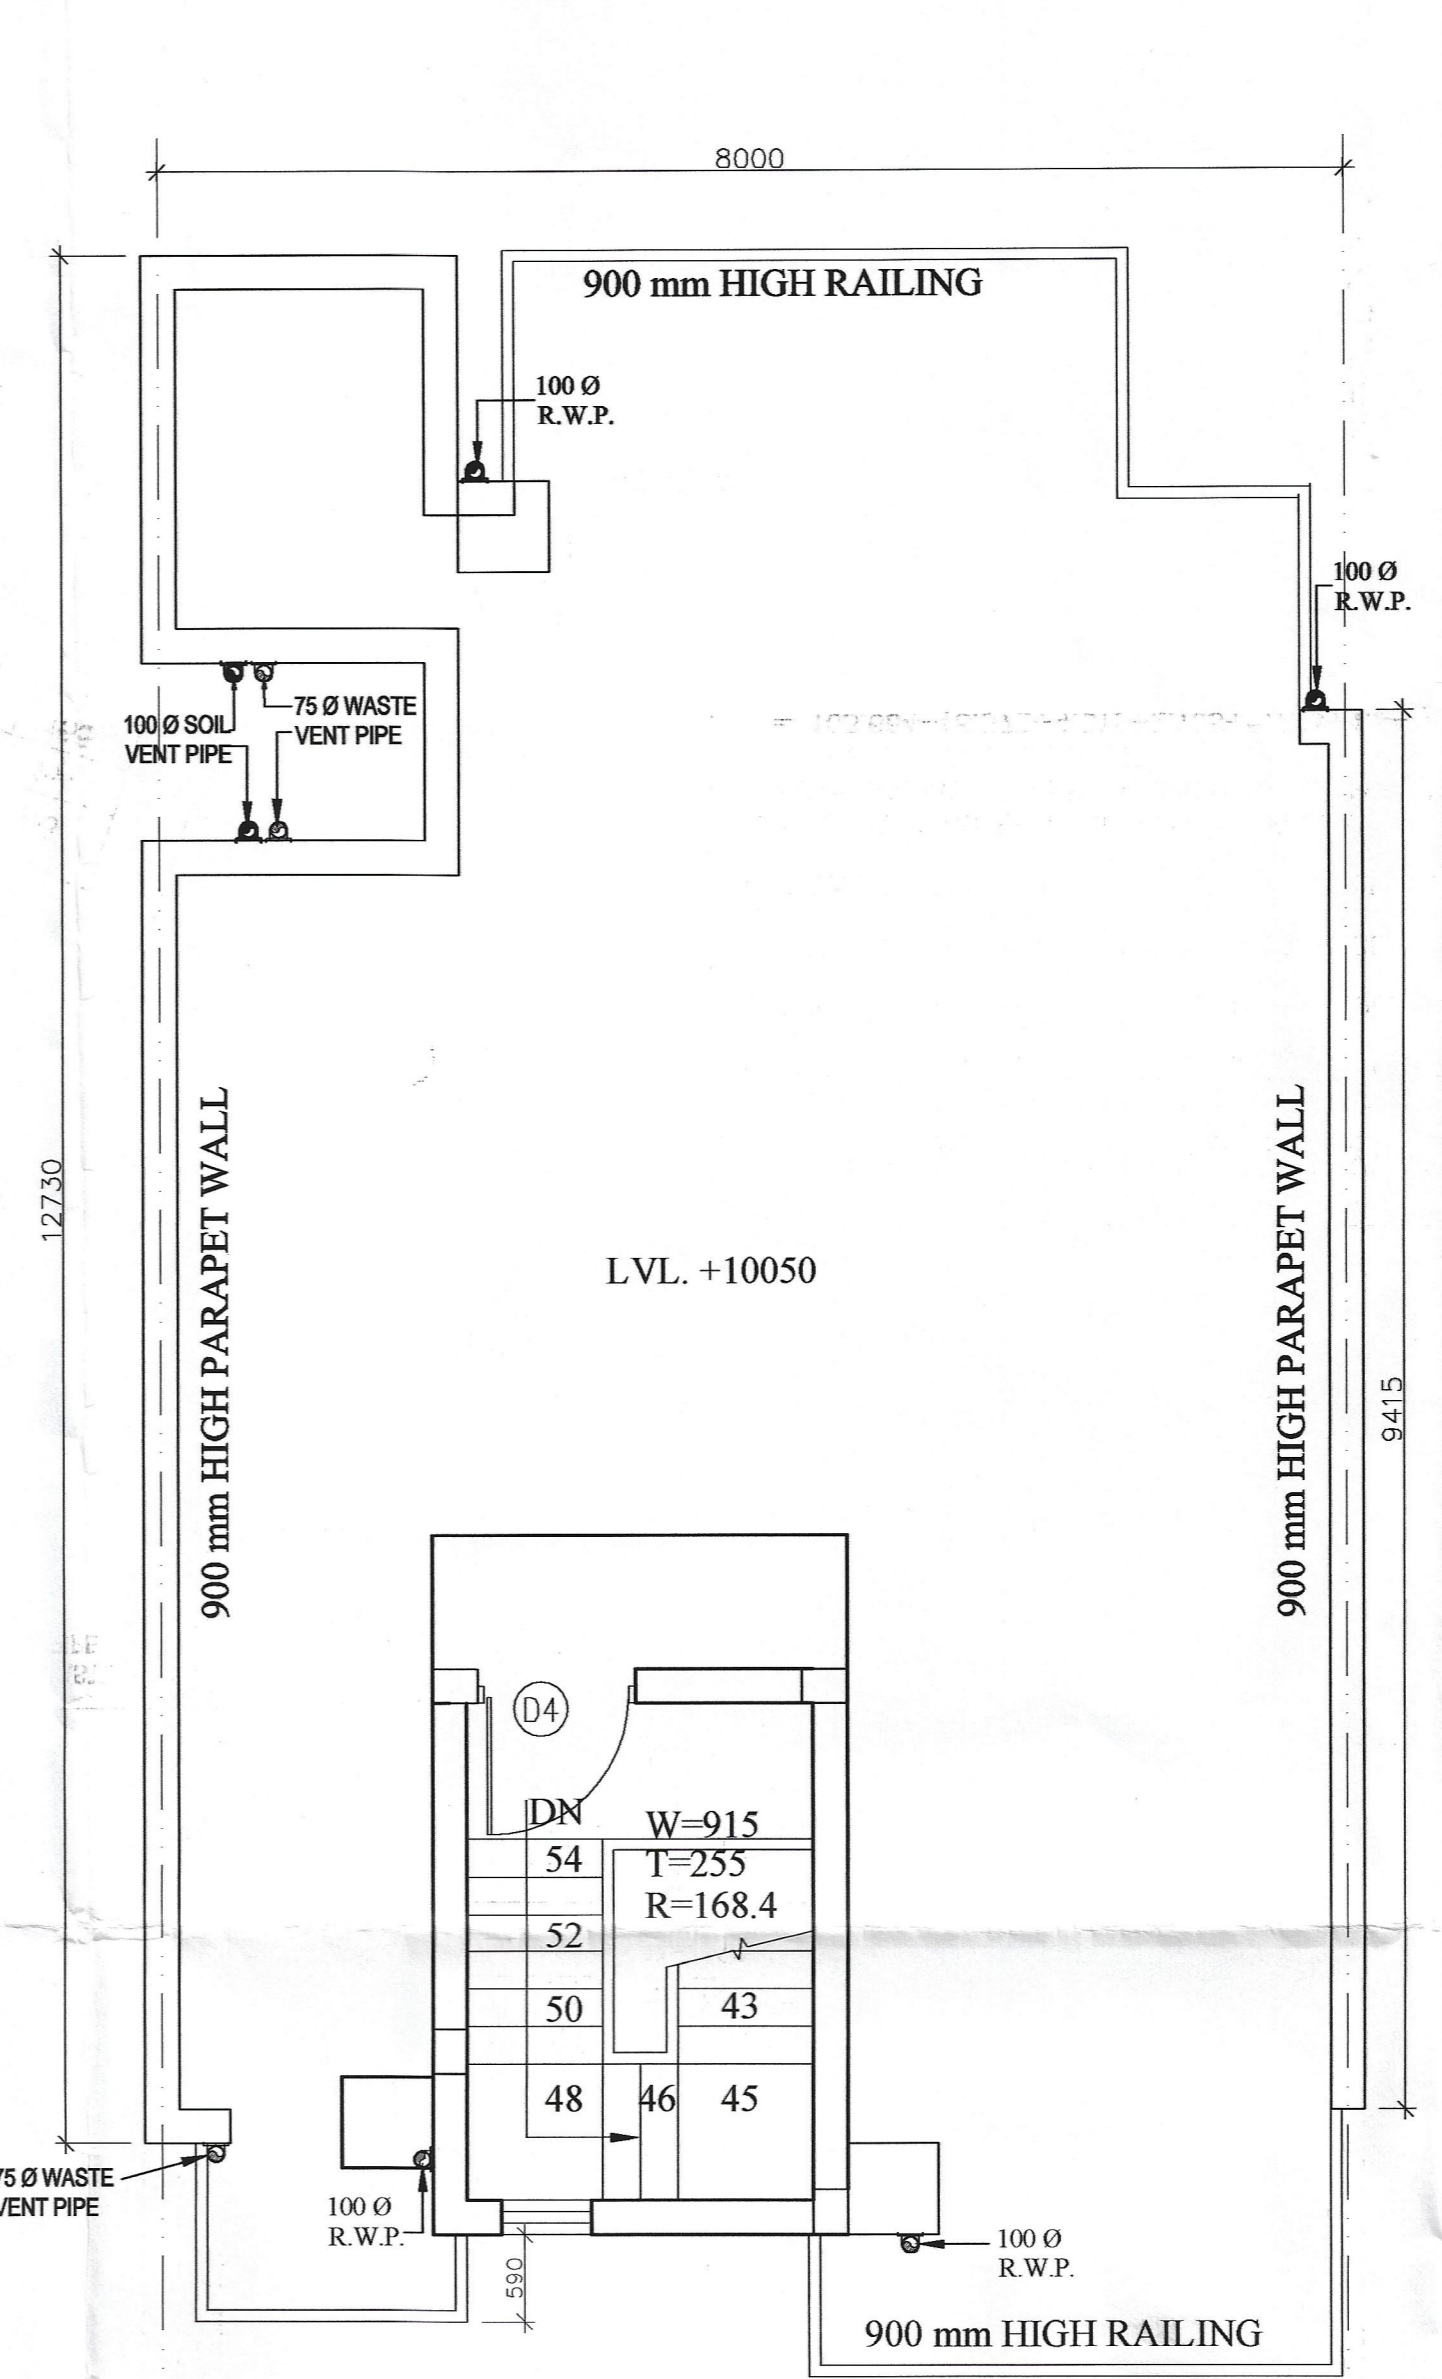 8000
900 mm HIGH RAILING
100 Ø
R.W.P.
100 Ø
R.W.P.
75 Ø WASTE
VENT PIPE
100 Ø SOIL
VENT PIPE
12730
900 mm HIGH PARAPET WALL
900 mm HIGH PARAPET WALL
LVL. +10050
9415
D4
DN
W=915
T=255
R=168.4
54
52
50
43
48
46
45
75 Ø WASTE
VENT PIPE
100 Ø
R.W.P.
590
100 Ø
R.W.P.
900 mm HIGH RAILING